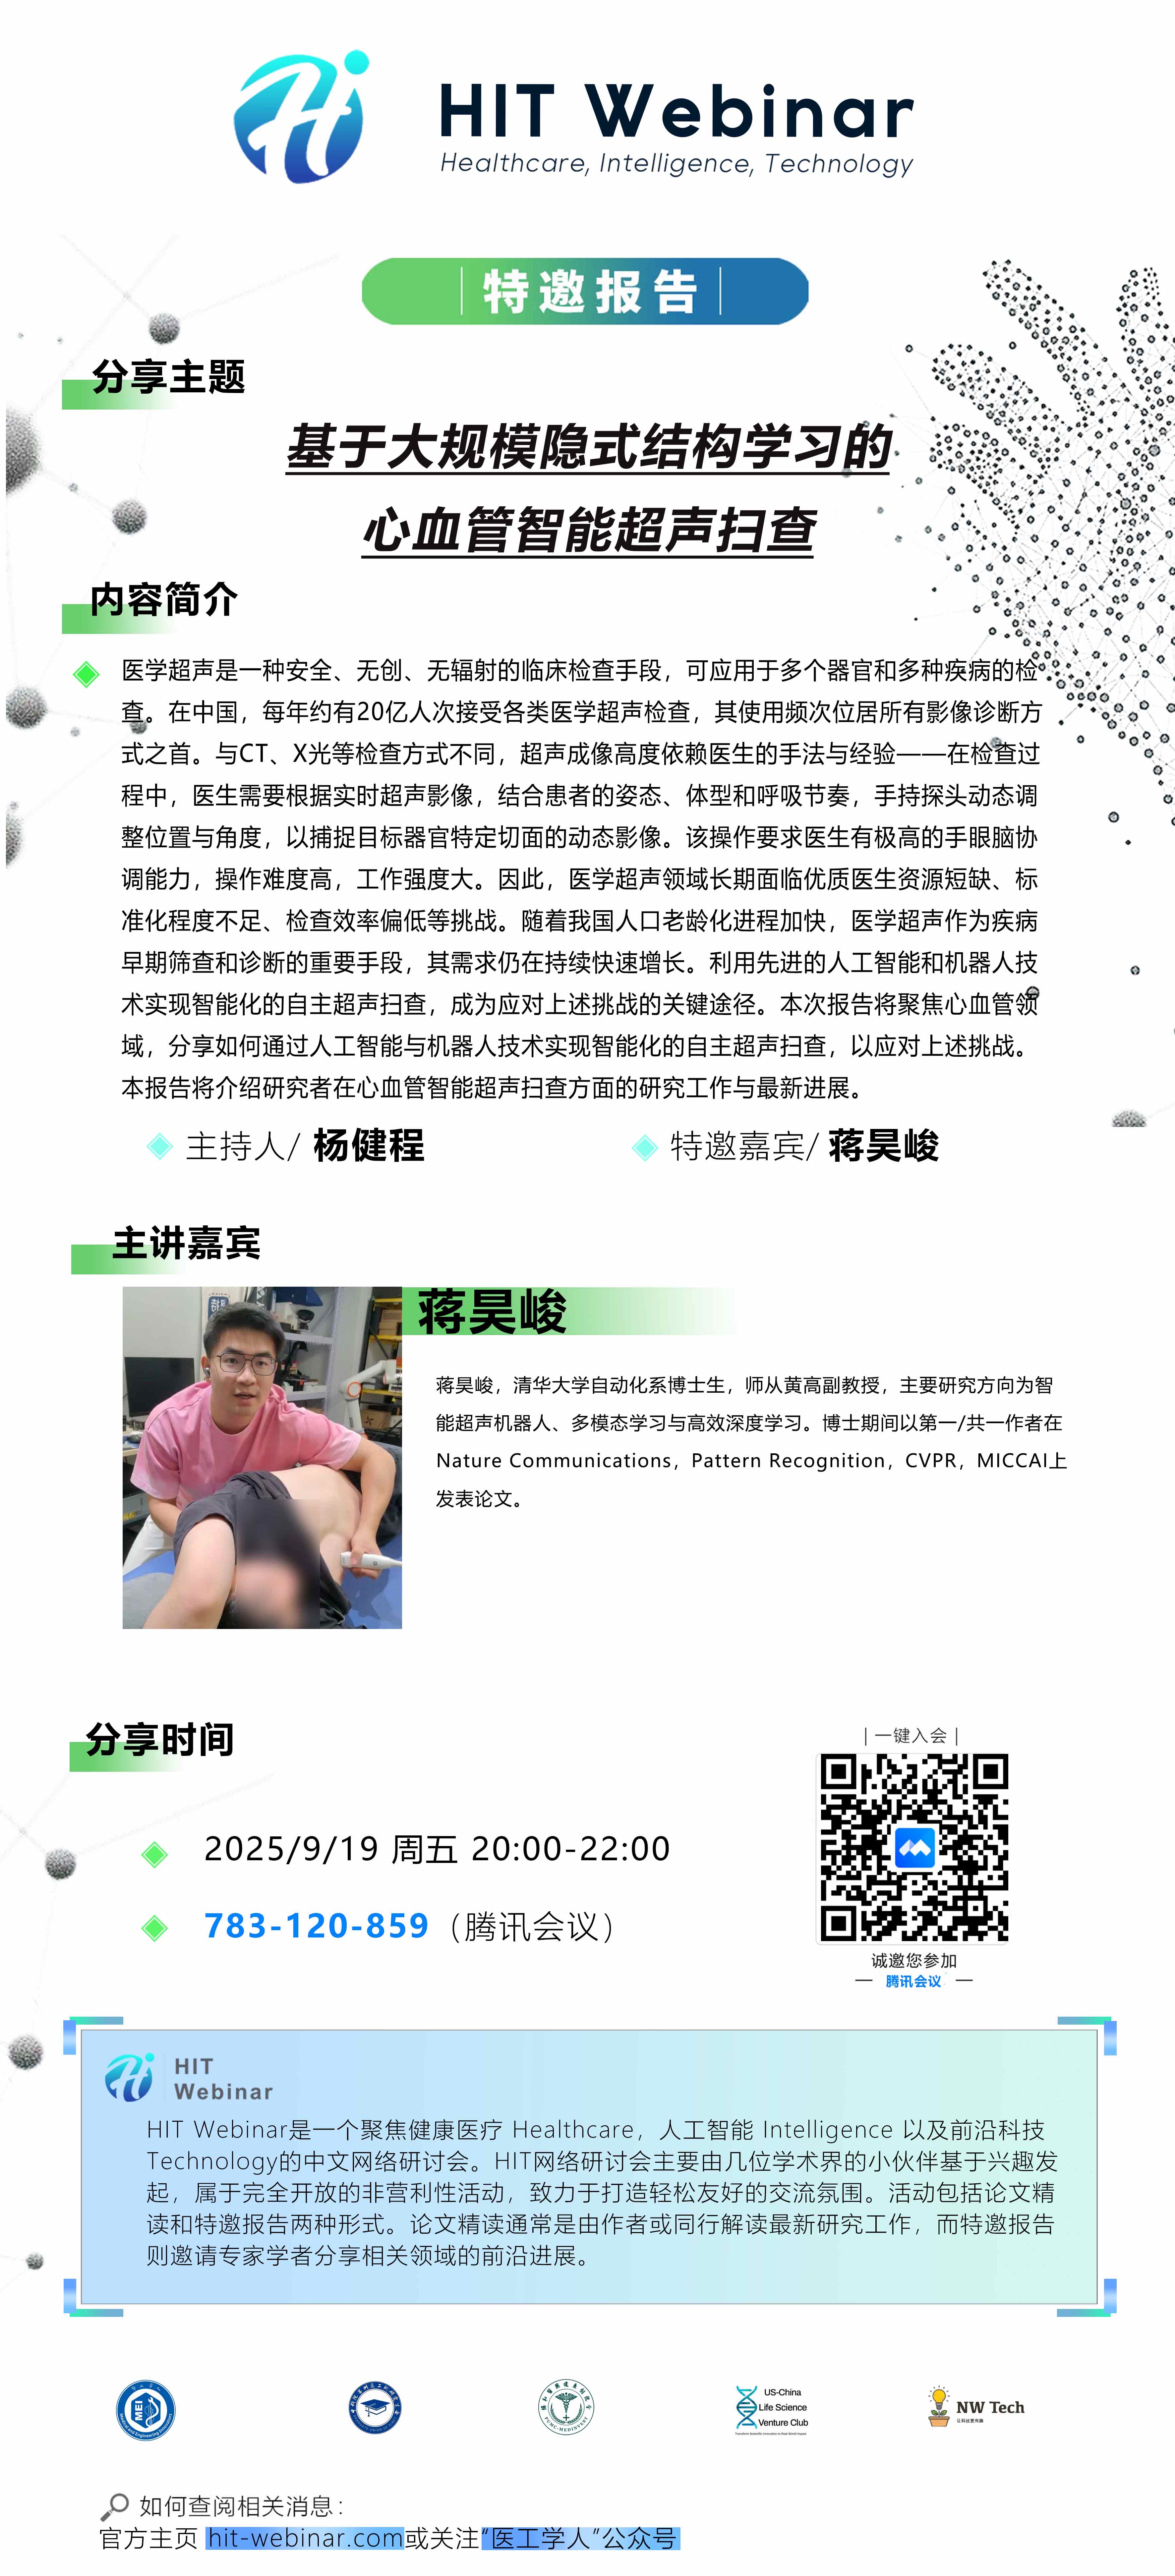 HIT Webinar
Healthcare, Intelligence, Technology
特邀报告
分享主题
基于大规模隐式结构学习的
心血管智能超声扫查
内容简介
医学超声是一种安全、无创、无辐射的临床检查手段，可应用于多个器官和多种疾病的检
查。在中国，每年约有20亿人次接受各类医学超声检查，其使用频次位居所有影像诊断方
式之首。与CT、X光等检查方式不同，超声成像高度依赖医生的手法与经验——在检查过
程中，医生需要根据实时超声影像，结合患者的姿态、体型和呼吸节奏，手持探头动态调
整位置与角度，以捕捉目标器官特定切面的动态影像。该操作要求医生有极高的手眼脑协
调能力，操作难度高，工作强度大。因此，医学超声领域长期面临优质医生资源短缺、标
准化程度不足、检查效率偏低等挑战。随着我国人口老龄化进程加快，医学超声作为疾病
早期筛查和诊断的重要手段，其需求仍在持续快速增长。利用先进的人工智能和机器人技
术实现智能化的自主超声扫查，成为应对上述挑战的关键途径。本次报告将聚焦心血管领
域，分享如何通过人工智能与机器人技术实现智能化的自主超声扫查，以应对上述挑战。
本报告将介绍研究者在心血管智能超声扫查方面的研究工作与最新进展。
主持人/ 杨健程
特邀嘉宾/ 蒋昊峻
主讲嘉宾
蒋昊峻
蒋昊峻，清华大学自动化系博士生，师从黄高副教授，主要研究方向为智
能超声机器人、多模态学习与高效深度学习。博士期间以第一/共一作者在
Nature Communications，Pattern Recognition，CVPR，MICCAI上
发表论文。
分享时间
2025/9/19 周五 20:00-22:00
783-120-859（腾讯会议）
| 一键入会 |
诚邀您参加
— 腾讯会议 —
HIT
Webinar
HIT Webinar是一个聚焦健康医疗 Healthcare，人工智能 Intelligence 以及前沿科技
Technology的中文网络研讨会。HIT网络研讨会主要由几位学术界的小伙伴基于兴趣发
起，属于完全开放的非营利性活动，致力于打造轻松友好的交流氛围。活动包括论文精
读和特邀报告两种形式。论文精读通常是由作者或同行解读最新研究工作，而特邀报告
则邀请专家学者分享相关领域的前沿进展。
MEI
US-China
Life Science
Venture Club
NW Tech
让科技更有趣
如何查阅相关消息：
官方主页 hit-webinar.com或关注“医工学人”公众号